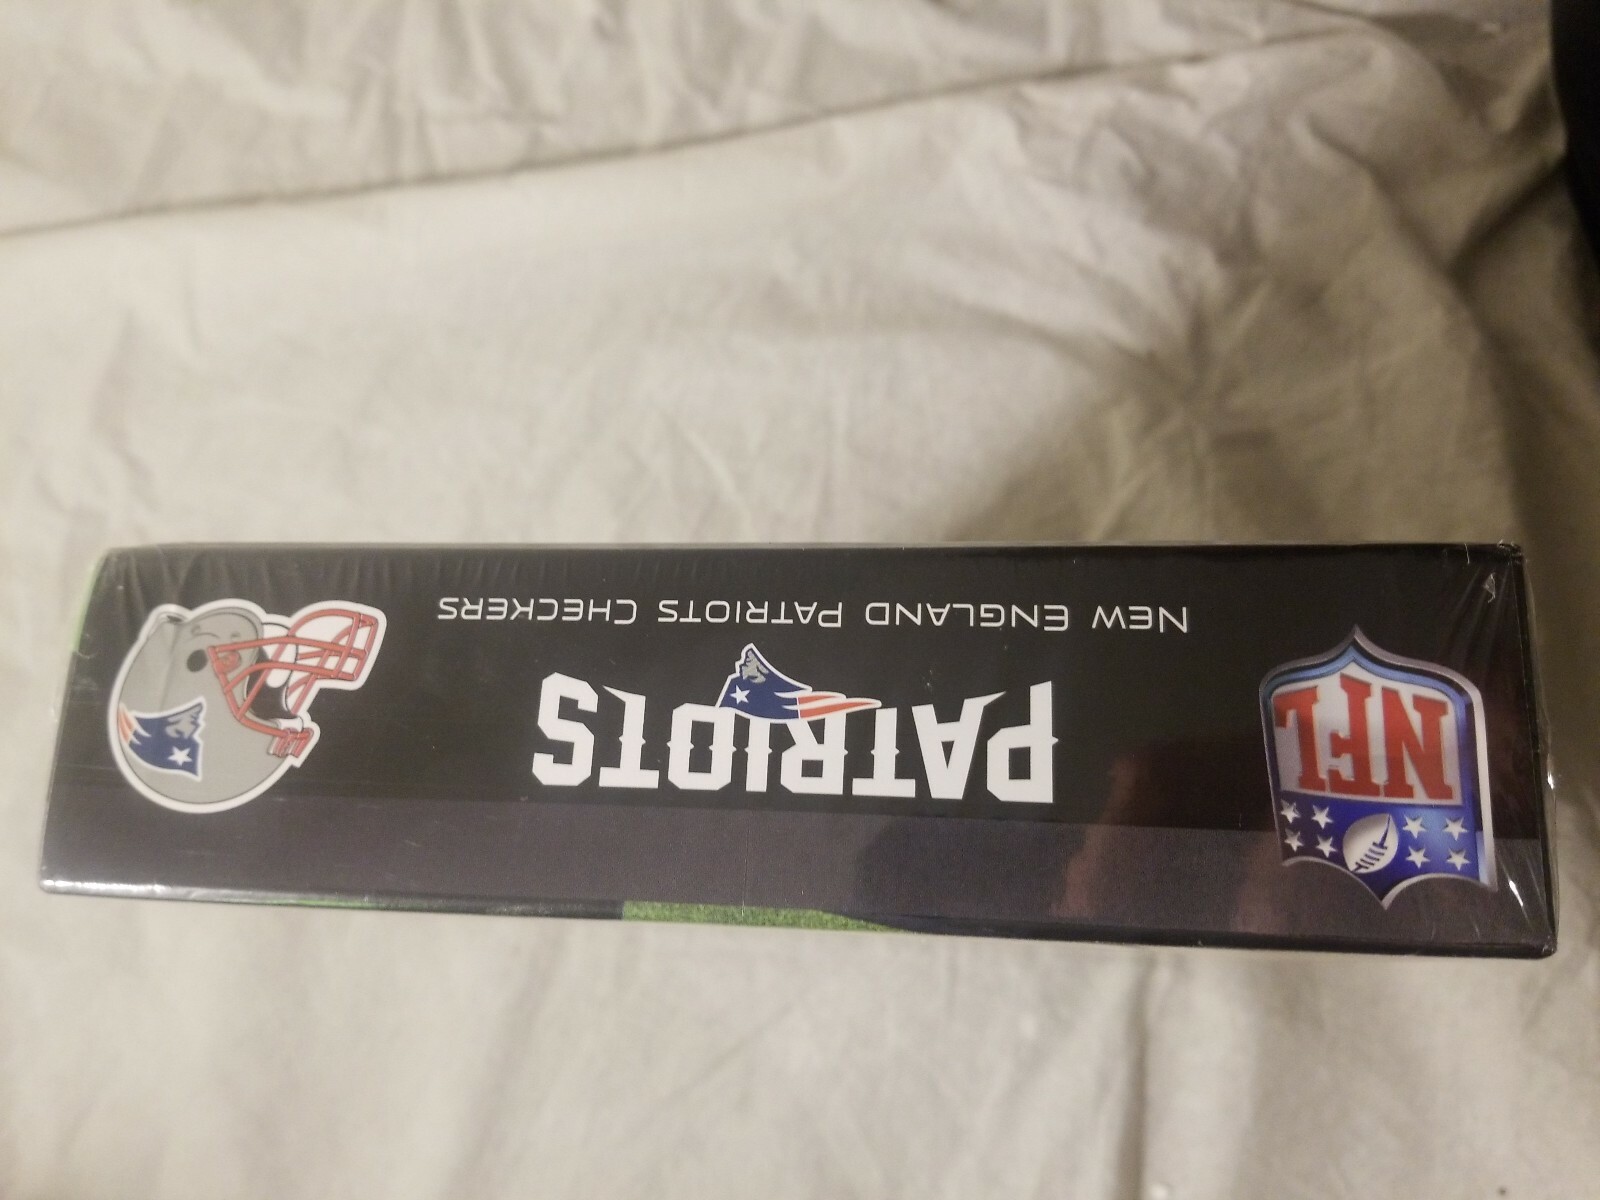 NFL
PATRIOTS
NEW ENGLAND PATRIOTS CHECKERS